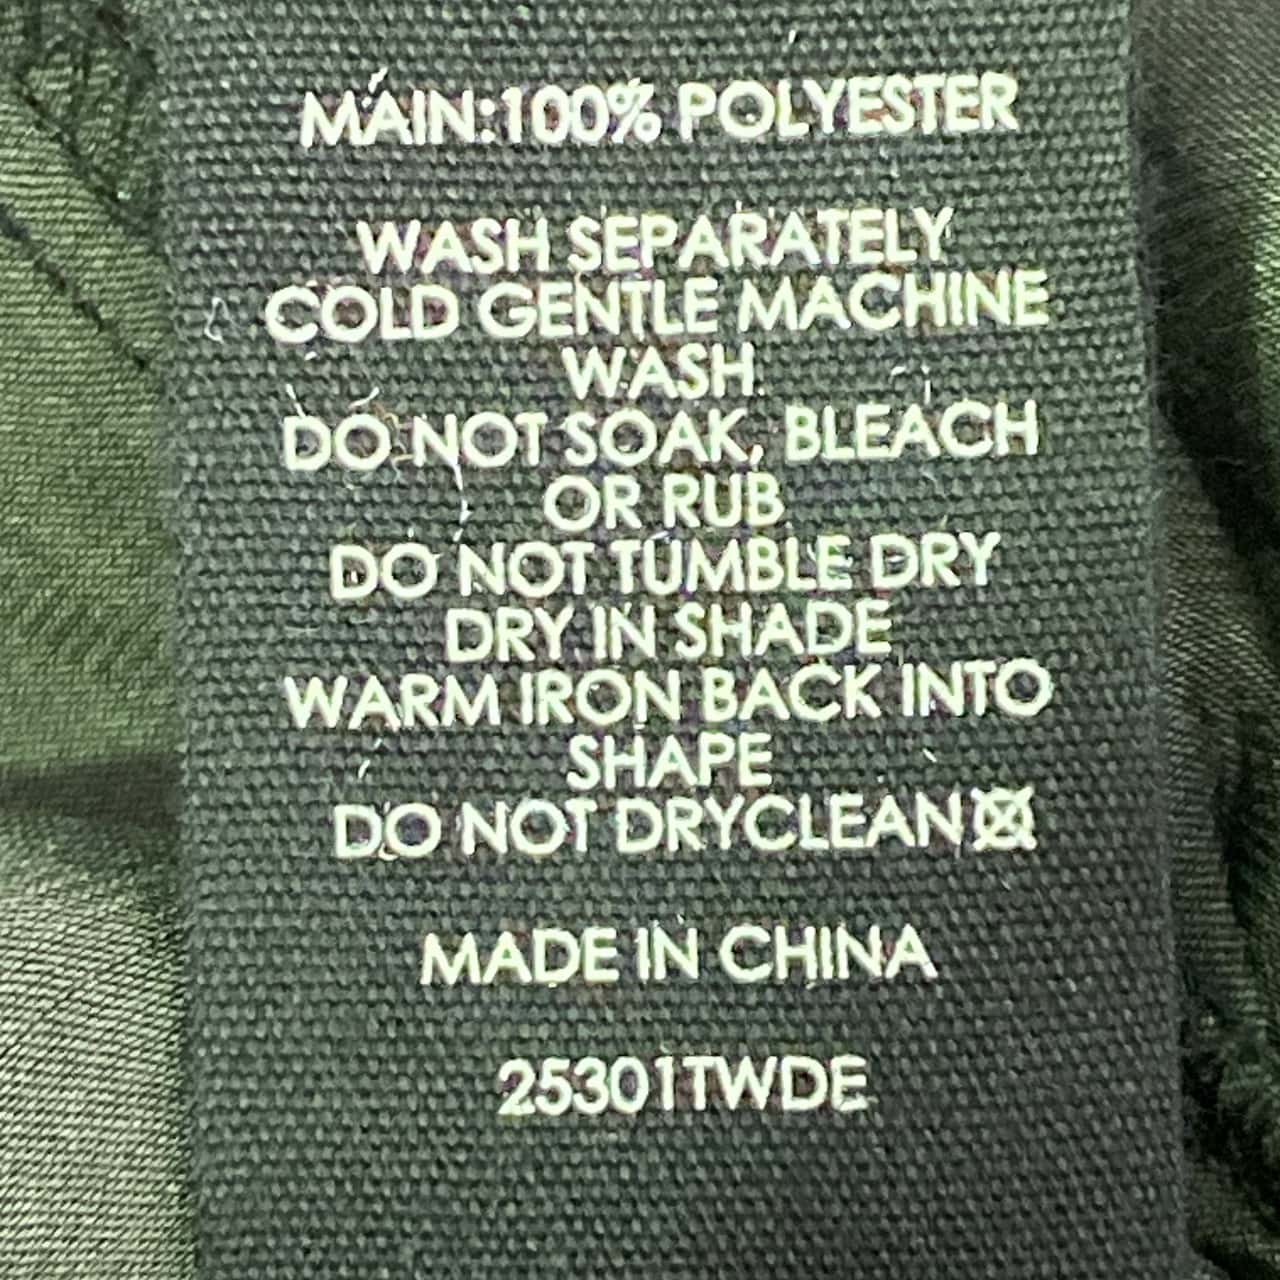 MAIN:100% POLYESTER
WASH SEPARATELY
COLD GENTLE MACHINE
WASH
DO NOT SOAK, BLEACH
OR RUB
DO NOT TUMBLE DRY
DRY IN SHADE
WARM IRON BACK INTO
SHAPE
DO NOT DRYCLEAN
MADE IN CHINA
25301TWDE